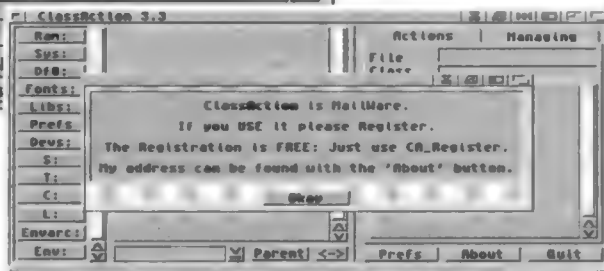 ClassAction 3.3
Ram:
Sys:
Df0:
Fonts:
Libs:
Prefs
Devs:
S:
T:
C:
L:
Envarc:
Env:
Actions
Managing
File
Class
ClassAction is MailWare.
If you USE it please Register.
The Registration is FREE: Just use CA_Register.
My address can be found with the 'About' button.
Okay
Parent
<->
Prefs
About
Quit